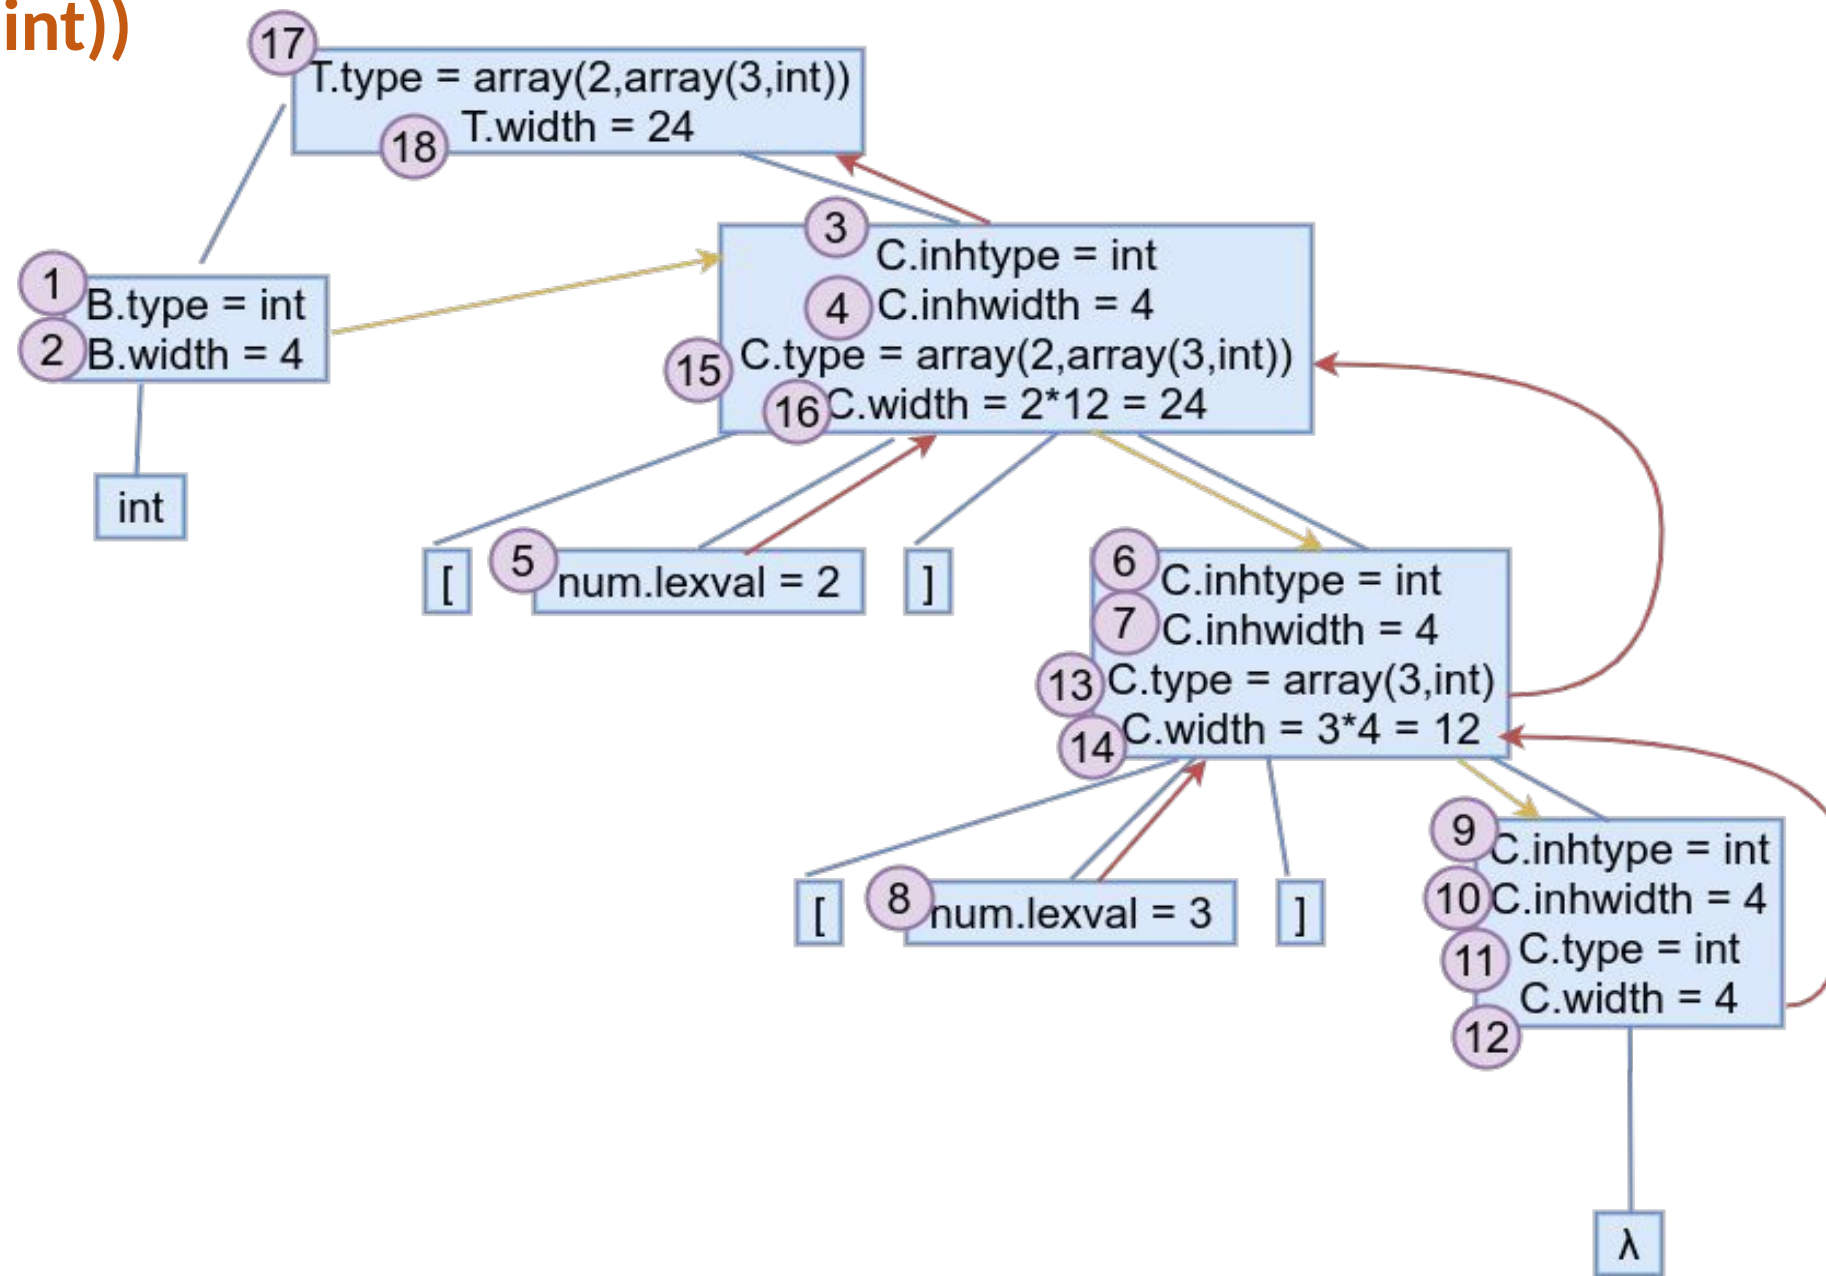 int))
17
T.type = array(2,array(3,int))
18 T.width = 24
3
C.inhtype = int
4 C.inhwidth = 4
15 C.type = array(2,array(3,int))
16 C.width = 2*12 = 24
1 B.type = int
2 B.width = 4
int
[
5 num.lexval = 2
]
6 C.inhtype = int
7 C.inhwidth = 4
13 C.type = array(3,int)
14 C.width = 3*4 = 12
[
8 num.lexval = 3
]
9 C.inhtype = int
10 C.inhwidth = 4
11 C.type = int
C.width = 4
12
λ